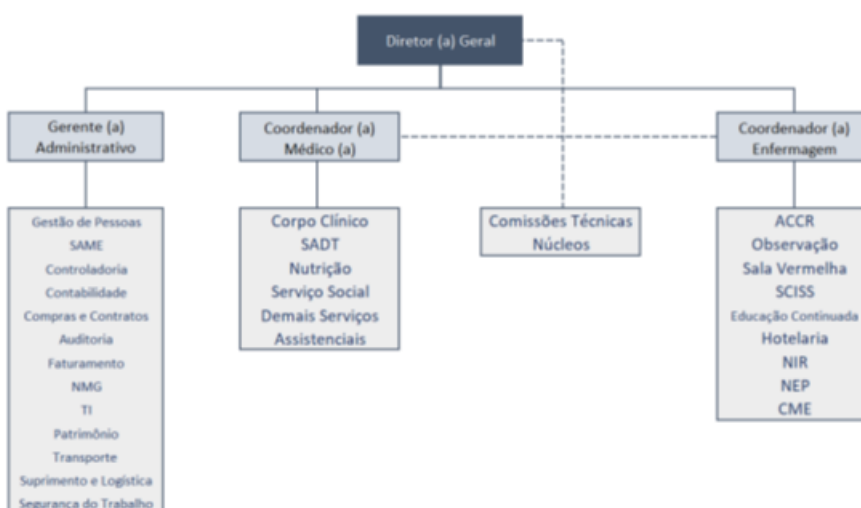 Diretor (a) Geral
Gerente (a)
Administrativo
Coordenador (a)
Médico (a)
Coordenador (a)
Enfermagem
Gestão de Pessoas
SAME
Controladoria
Contabilidade
Compras e Contratos
Auditoria
Faturamento
NMG
TI
Patrimônio
Transporte
Suprimento e Logística
Segurança do Trabalho
Corpo Clínico
SADT
Nutrição
Serviço Social
Demais Serviços
Assistenciais
Comissões Técnicas
Núcleos
ACCR
Observação
Sala Vermelha
SCISS
Educação Continuada
Hotelaria
NIR
NEP
CME